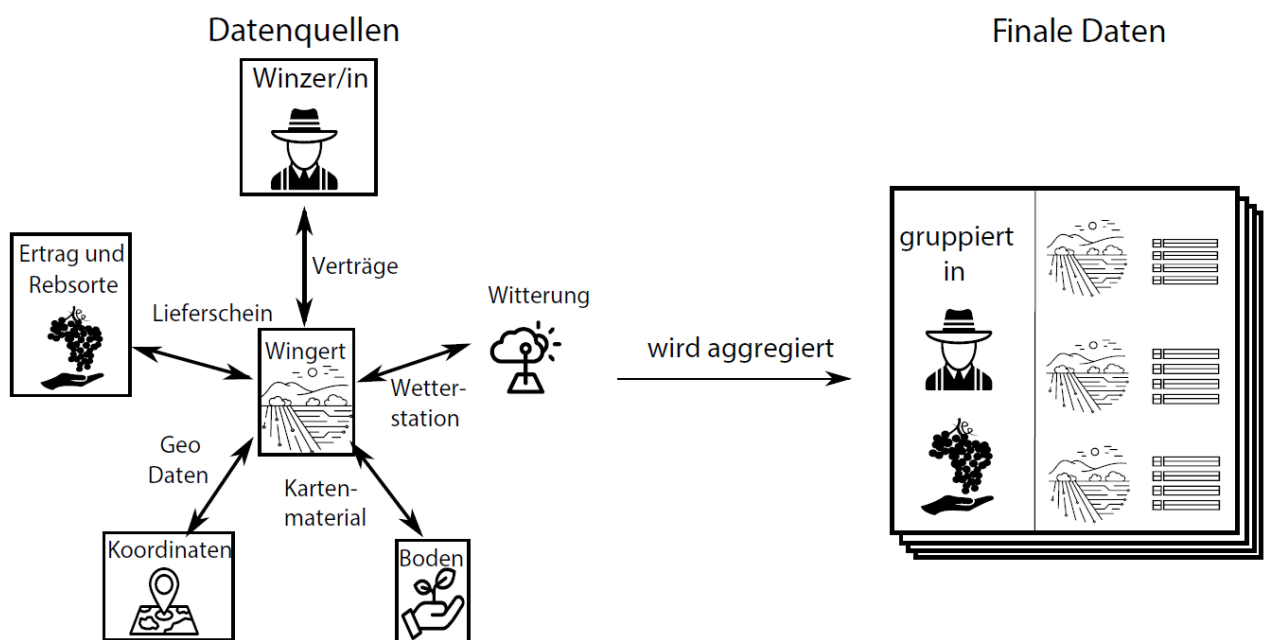 Datenquellen
Finale Daten
Winzer/in
Ertrag und
Rebsorte
Verträge
Lieferschein
Witterung
Wingert
Wetter-
station
wird aggregiert
gruppiert
in
Geo
Daten
Karten-
material
Koordinaten
Boden